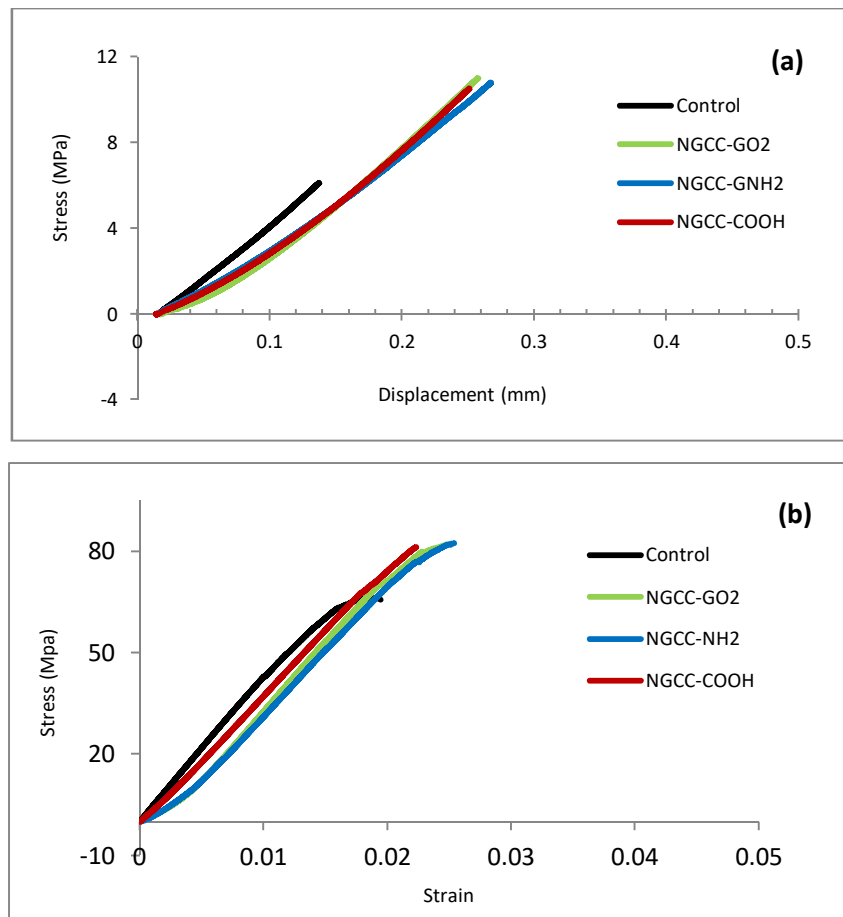 (a)
12
8
4
0
-4
Stress (MPa)
0 0.1 0.2 0.3 0.4 0.5
Displacement (mm)
Control
NGCC-GO2
NGCC-GNH2
NGCC-COOH
(b)
80
50
20
-10
Stress (Mpa)
0 0.01 0.02 0.03 0.04 0.05
Strain
Control
NGCC-GO2
NGCC-NH2
NGCC-COOH